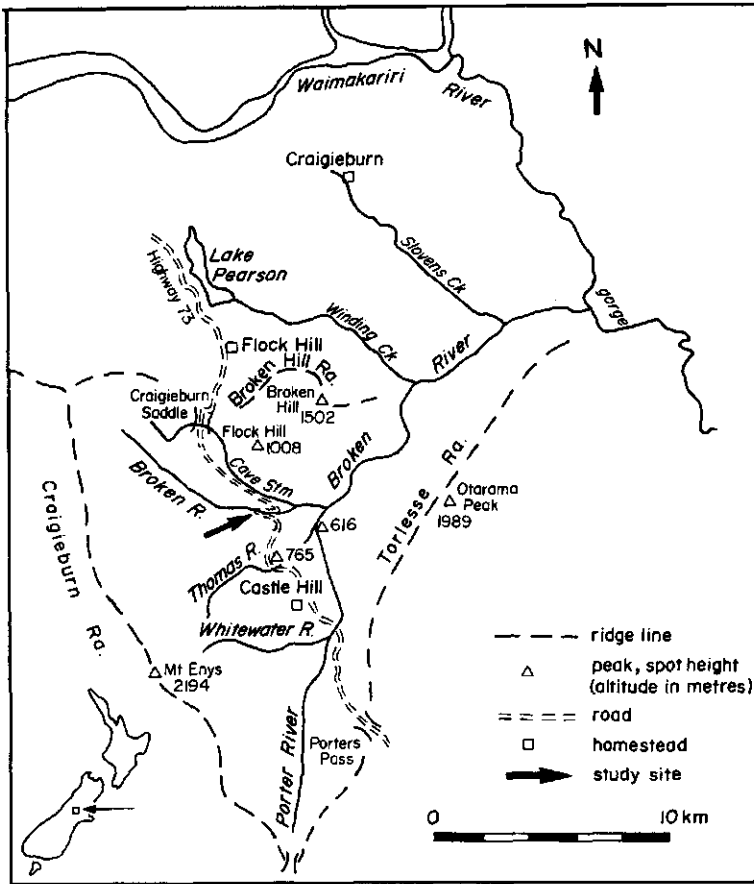 Waimakariri
River
N
Craigieburn
Slovens Ck
Lake
Pearson
Highway 73
gorge
Winding Ck
River
Flock Hill
Broken Hill Ra.
Broken
Hill
1502
Craigieburn
Saddle
Flock Hill
1008
Cave Stm
Broken
Broken R.
Torlesse Ra.
Otarama
Peak
1989
616
Thomas R.
765
Craigieburn Ra.
Castle Hill
Whitewater R.
Mt Enys
2194
Porter River
Porters
Pass
ridge line
peak, spot height
(altitude in metres)
road
homestead
study site
0 10 km